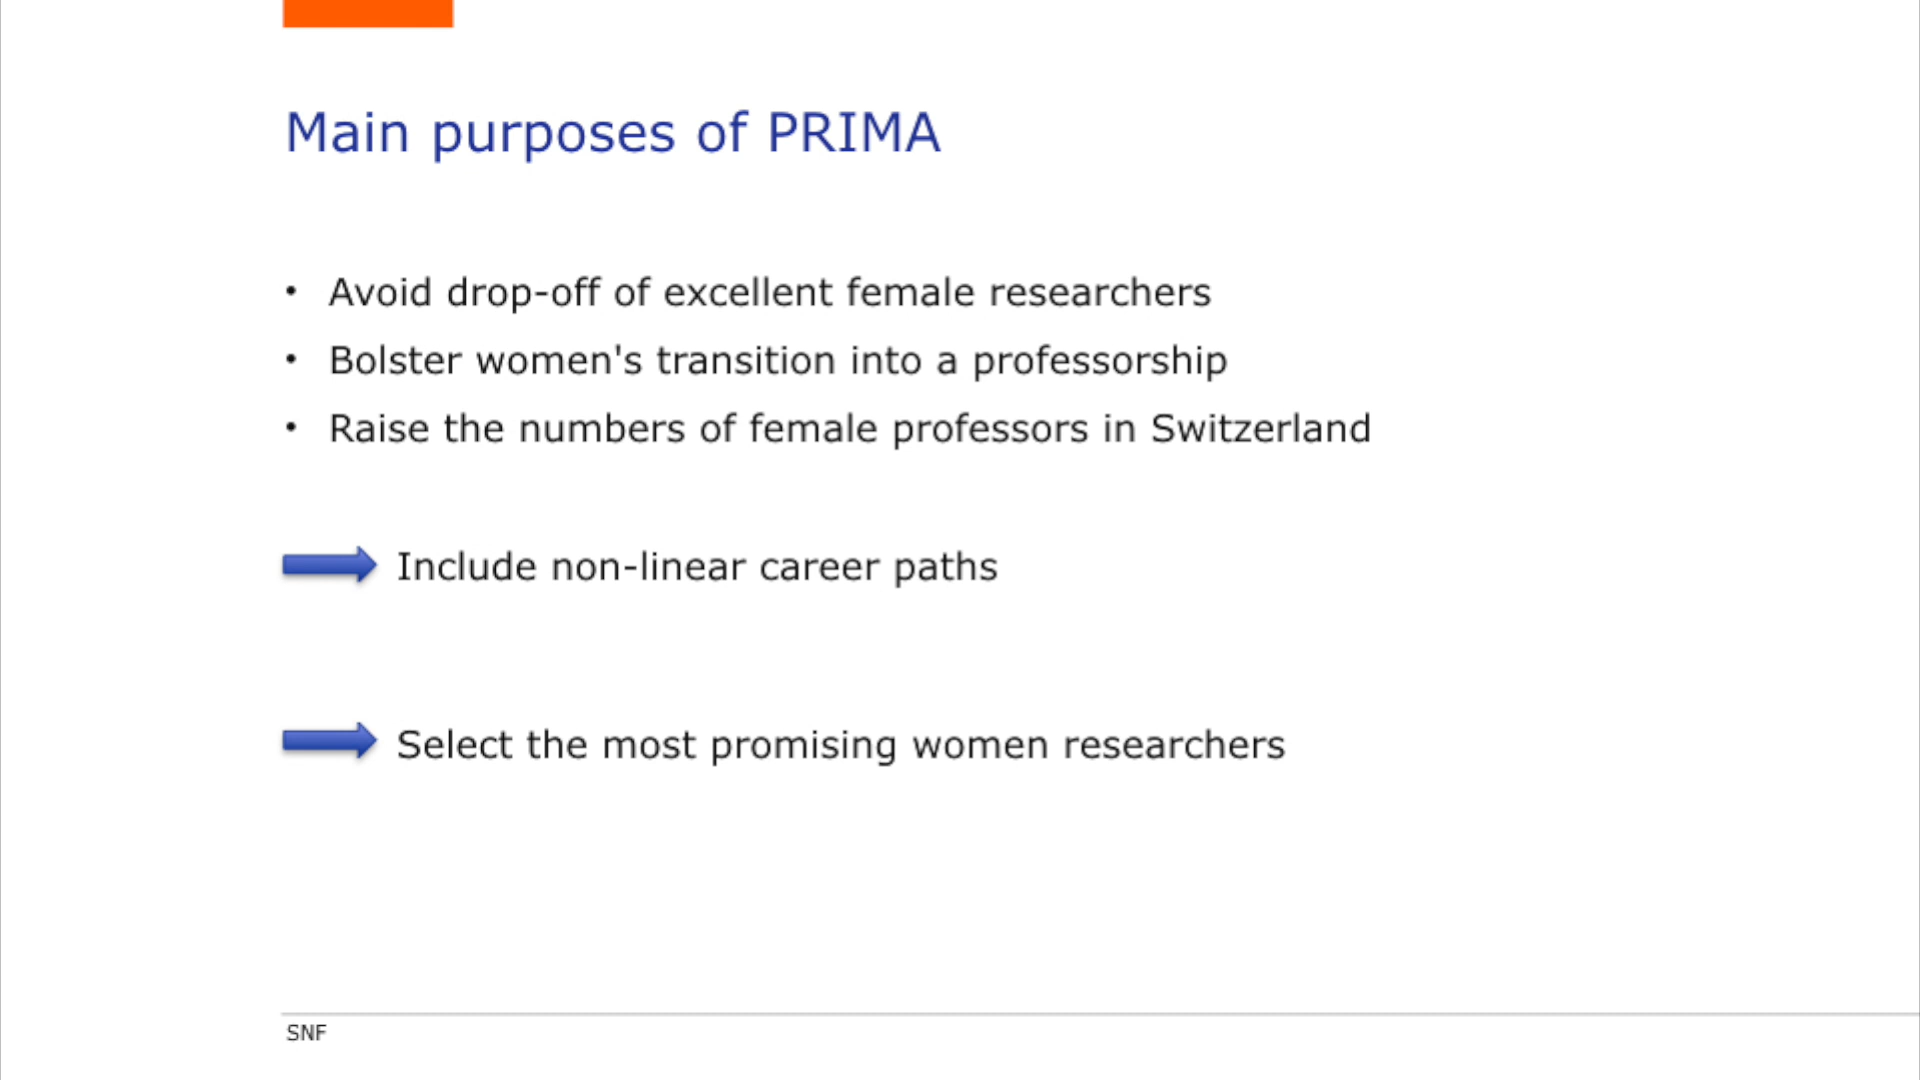 Main purposes of PRIMA
• Avoid drop-off of excellent female researchers
• Bolster women's transition into a professorship
• Raise the numbers of female professors in Switzerland
Include non-linear career paths
Select the most promising women researchers
SNF